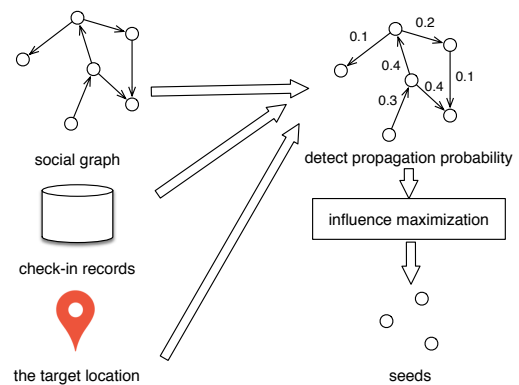 0.1
0.2
0.4
0.1
0.3
0.4
social graph
detect propagation probability
influence maximization
check-in records
the target location
seeds